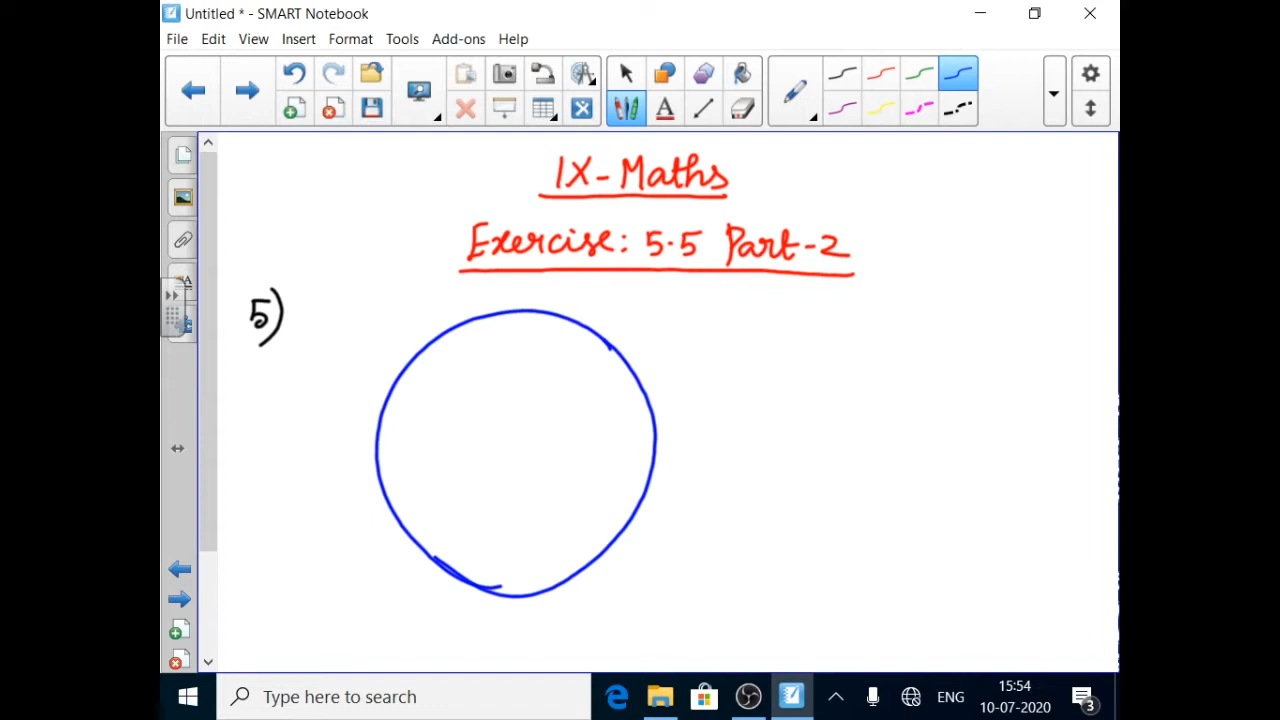 Untitled * - SMART Notebook
File Edit View Insert Format Tools Add-ons Help
IX-Maths
Exercise: 5.5 Part-2
5)
Type here to search
ENG
15:54
10-07-2020
3